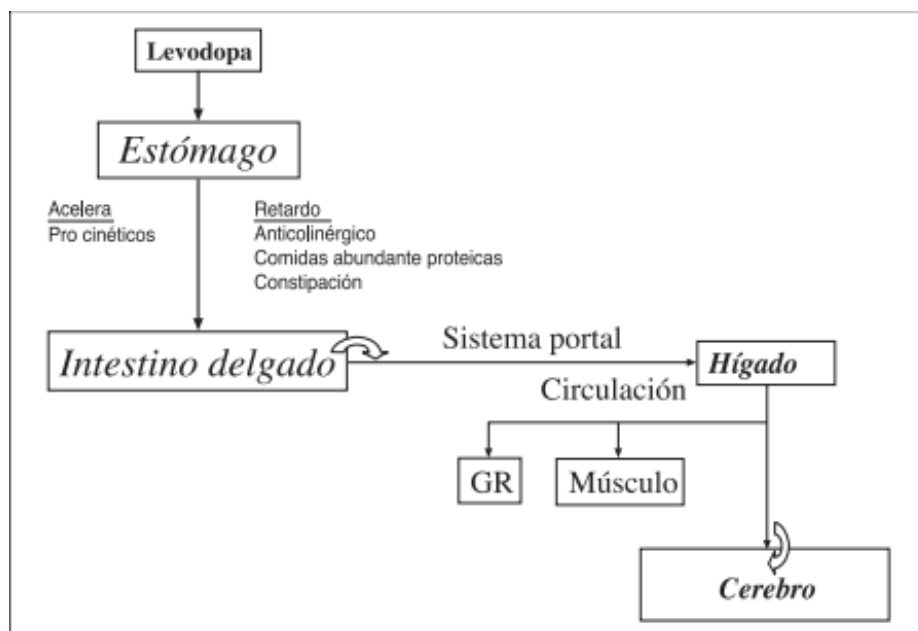 Levodopa
Estómago
Acelera
Pro cinéticos
Retardo
Anticolinérgico
Comidas abundante proteicas
Constipación
Intestino delgado
Sistema portal
Hígado
Circulación
GR
Músculo
Cerebro